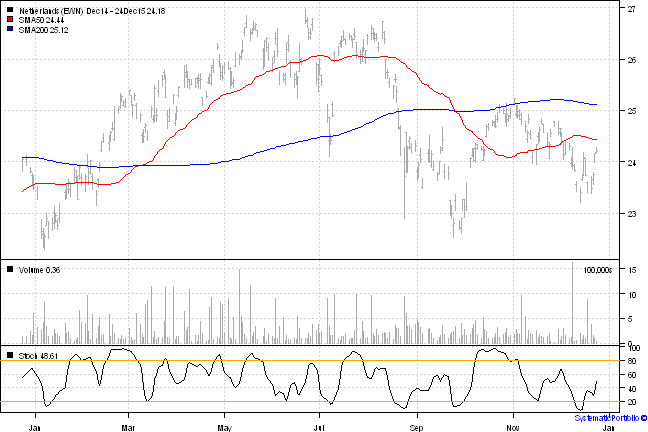 Netherlands (EWN) Dec14 - 24Dec15 24.18
SMA50 24.44
SMA200 25.12
27
26
25
24
23
Volume 0.36
100,000s
15
10
5
0
Stoch 48.61
100
80
60
40
20
Jan Mar May Jul Sep Nov Jan
SystematicPortfolio ©